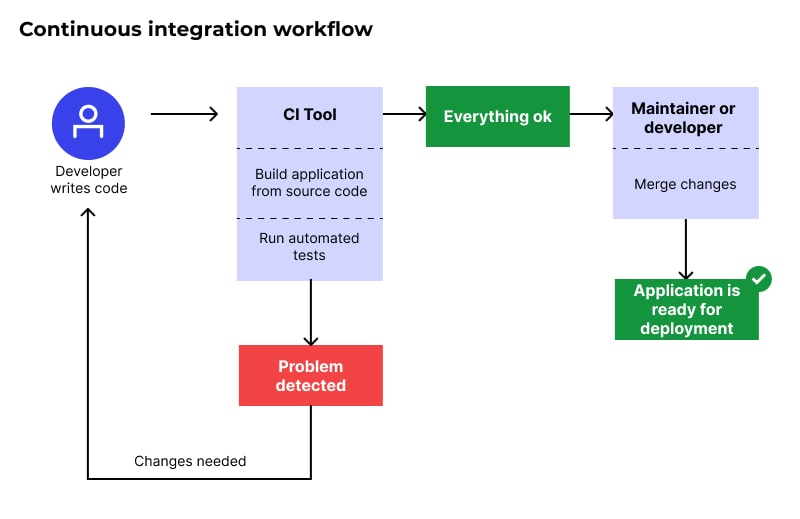 Continuous integration workflow
Developer
writes code
CI Tool
Build application
from source code
Run automated
tests
Everything ok
Maintainer or
developer
Merge changes
Application is
ready for
deployment
Problem
detected
Changes needed